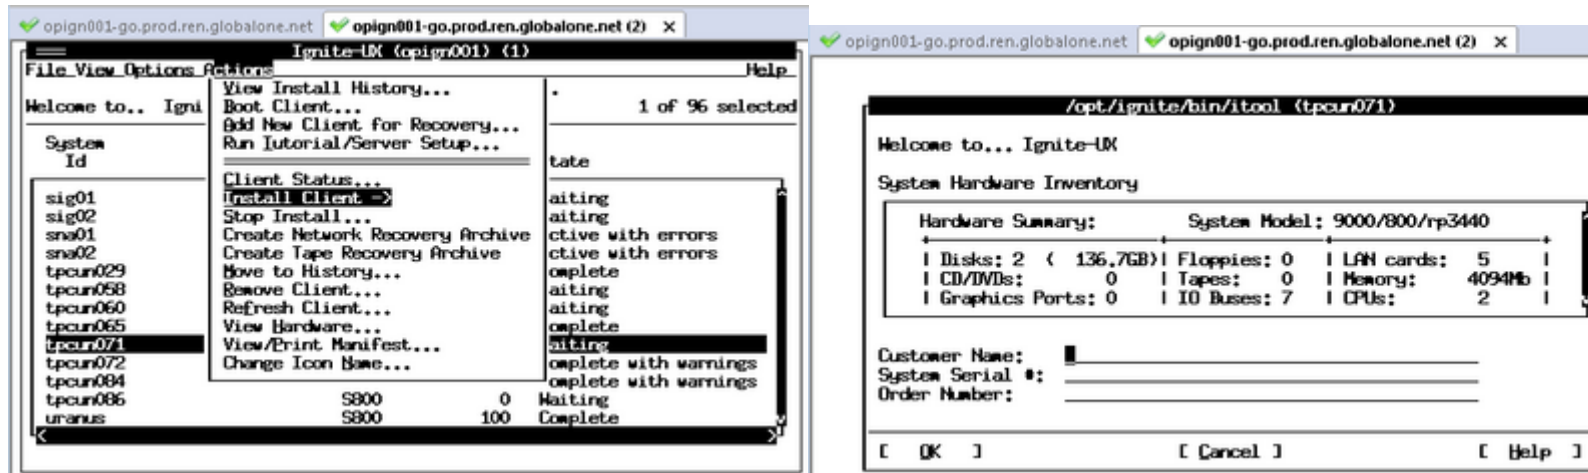 opign001-go.prod.ren.globalone.net opign001-go.prod.ren.globalone.net (2) X
Ignite-UX (opign001) (1)
File View Options Actions Help
View Install History... .
Welcome to.. Igni Boot Client... 1 of 96 selected
Add New Client for Recovery...
System Run Tutorial/Server Setup...
Id tate
Client Status...
sig01 Install Client -> aiting
sig02 Stop Install... aiting
sna01 Create Network Recovery Archive ctive with errors
sna02 Create Tape Recovery Archive ctive with errors
tpcun029 Move to History... omplete
tpcun058 Remove Client... aiting
tpcun060 Refresh Client... aiting
tpcun065 View Hardware... omplete
tpcun071 View/Print Manifest... aiting
tpcun072 Change Icon Name... omplete with warnings
tpcun084 omplete with warnings
tpcun086 S800 0 Waiting
uranus S800 100 Complete
opign001-go.prod.ren.globalone.net opign001-go.prod.ren.globalone.net (2) X
/opt/ignite/bin/itool (tpcun071)
Welcome to... Ignite-UX
System Hardware Inventory
Hardware Summary: System Model: 9000/800/rp3440
| Disks: 2 ( 136.7GB)| Floppies: 0 | LAN cards: 5 |
| CD/DVDs: 0 | Tapes: 0 | Memory: 4094Mb |
| Graphics Ports: 0 | IO Buses: 7 | CPUs: 2 |
Customer Name:
System Serial #:
Order Number:
[ OK ] [ Cancel ] [ Help ]